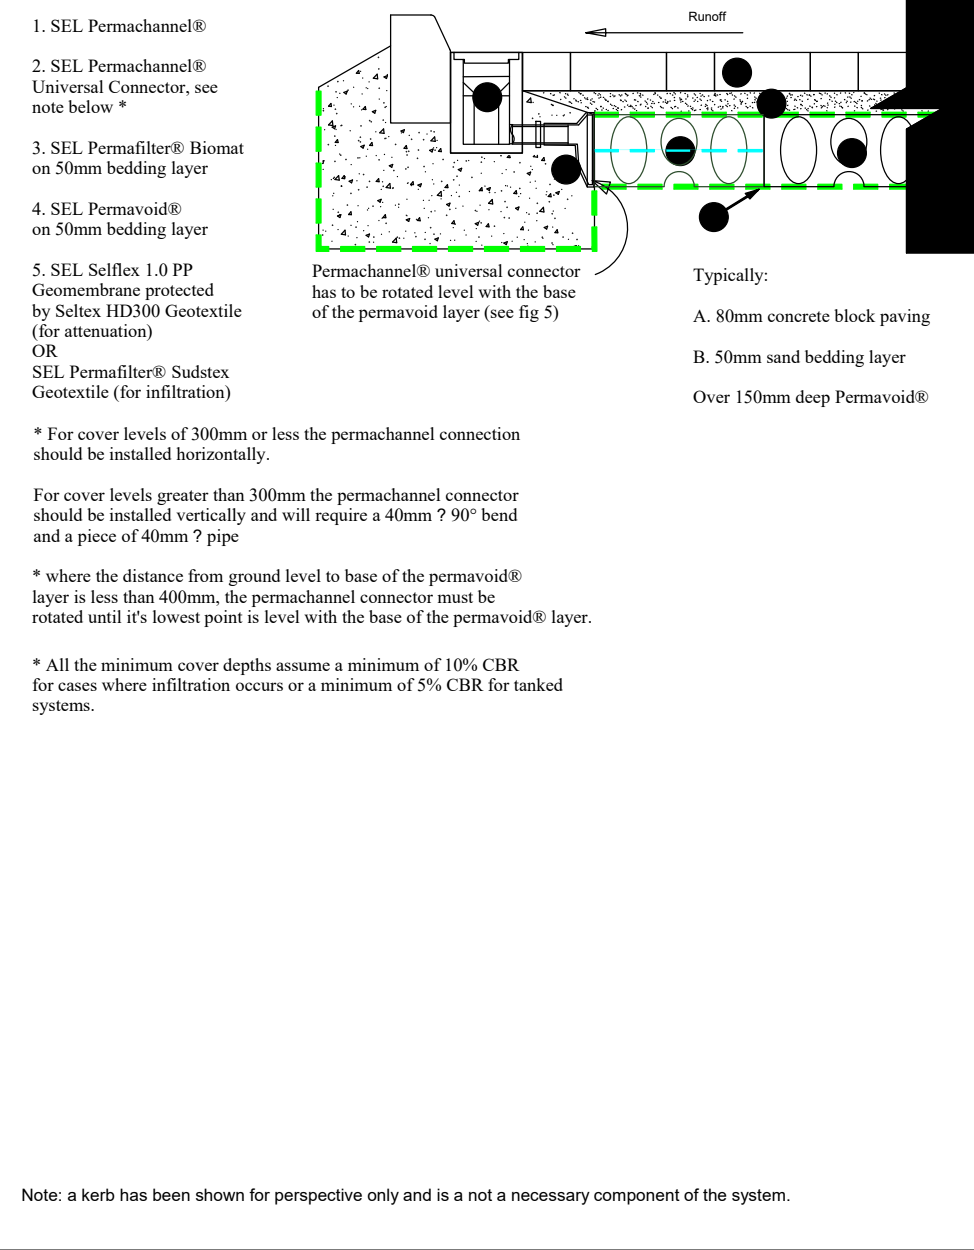 1. SEL Permachannel®
2. SEL Permachannel®
Universal Connector, see
note below *
3. SEL Permafilter® Biomat
on 50mm bedding layer
4. SEL Permavoid®
on 50mm bedding layer
5. SEL Selflex 1.0 PP
Geomembrane protected
by Seltex HD300 Geotextile
(for attenuation)
OR
SEL Permafilter® Sudstex
Geotextile (for infiltration)
Runoff
Permachannel® universal connector
has to be rotated level with the base
of the permavoid layer (see fig 5)
Typically:
A. 80mm concrete block paving
B. 50mm sand bedding layer
Over 150mm deep Permavoid®
* For cover levels of 300mm or less the permachannel connection
should be installed horizontally.
For cover levels greater than 300mm the permachannel connector
should be installed vertically and will require a 40mm ? 90° bend
and a piece of 40mm ? pipe
* where the distance from ground level to base of the permavoid®
layer is less than 400mm, the permachannel connector must be
rotated until it's lowest point is level with the base of the permavoid® layer.
* All the minimum cover depths assume a minimum of 10% CBR
for cases where infiltration occurs or a minimum of 5% CBR for tanked
systems.
Note: a kerb has been shown for perspective only and is a not a necessary component of the system.